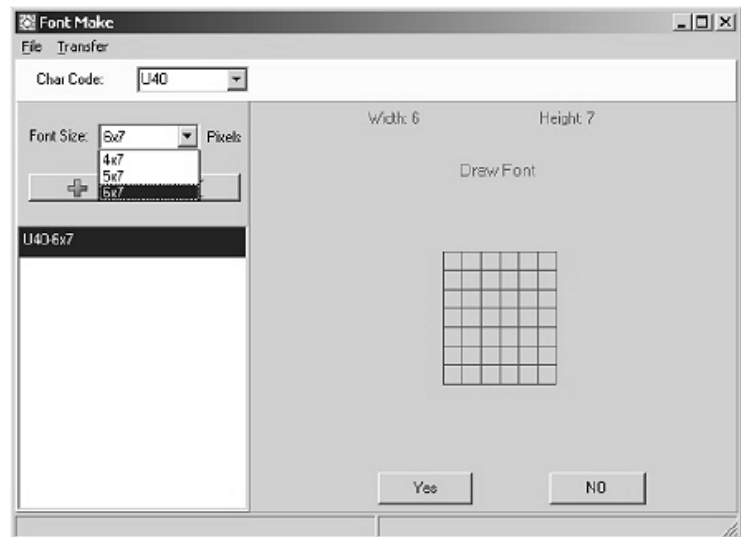 Font Make
File Transfer
Char Code: U40
Width: 6 Height: 7
Font Size: 6x7 Pixels
4x7
5x7
6x7
Draw Font
U40-6x7
Yes NO